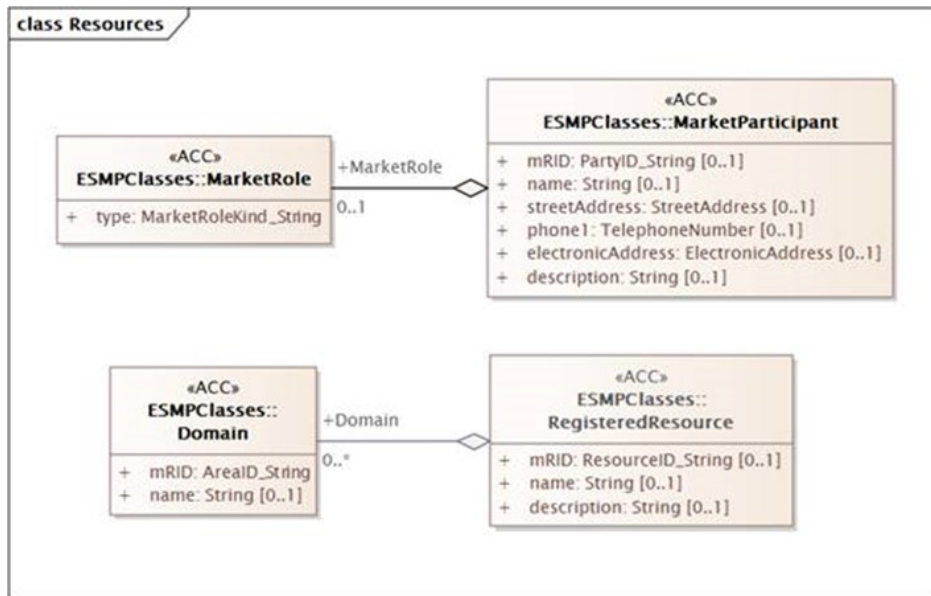 class Resources
«ACC»
ESMPClasses::MarketRole
+ type: MarketRoleKind_String
+MarketRole
0..1
«ACC»
ESMPClasses::MarketParticipant
+ mRID: PartyID_String [0..1]
+ name: String [0..1]
+ streetAddress: StreetAddress [0..1]
+ phone1: TelephoneNumber [0..1]
+ electronicAddress: ElectronicAddress [0..1]
+ description: String [0..1]
«ACC»
ESMPClasses::
Domain
+ mRID: AreaID_String
+ name: String [0..1]
+Domain
0..*
«ACC»
ESMPClasses::
RegisteredResource
+ mRID: ResourceID_String [0..1]
+ name: String [0..1]
+ description: String [0..1]